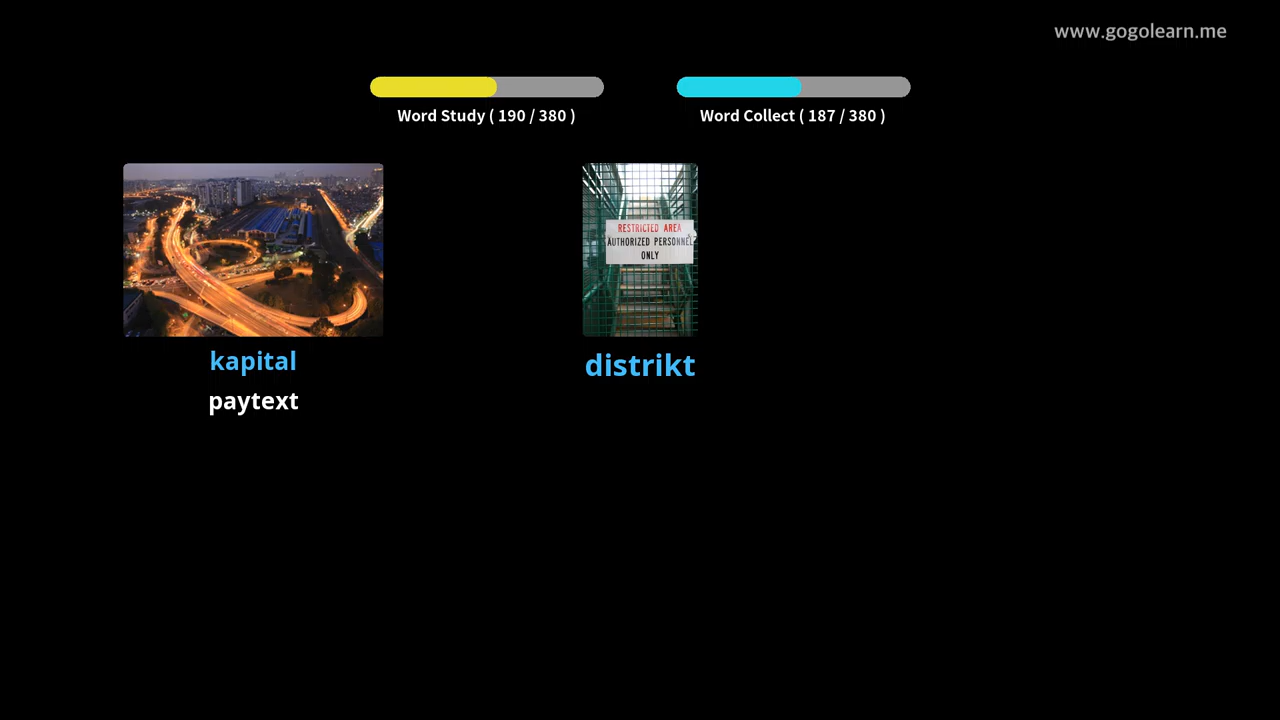 www.gogolearn.me
Word Study ( 190 / 380 )
Word Collect ( 187 / 380 )
RESTRICTED AREA
AUTHORIZED PERSONNEL
ONLY
kapital
paytext
distrikt